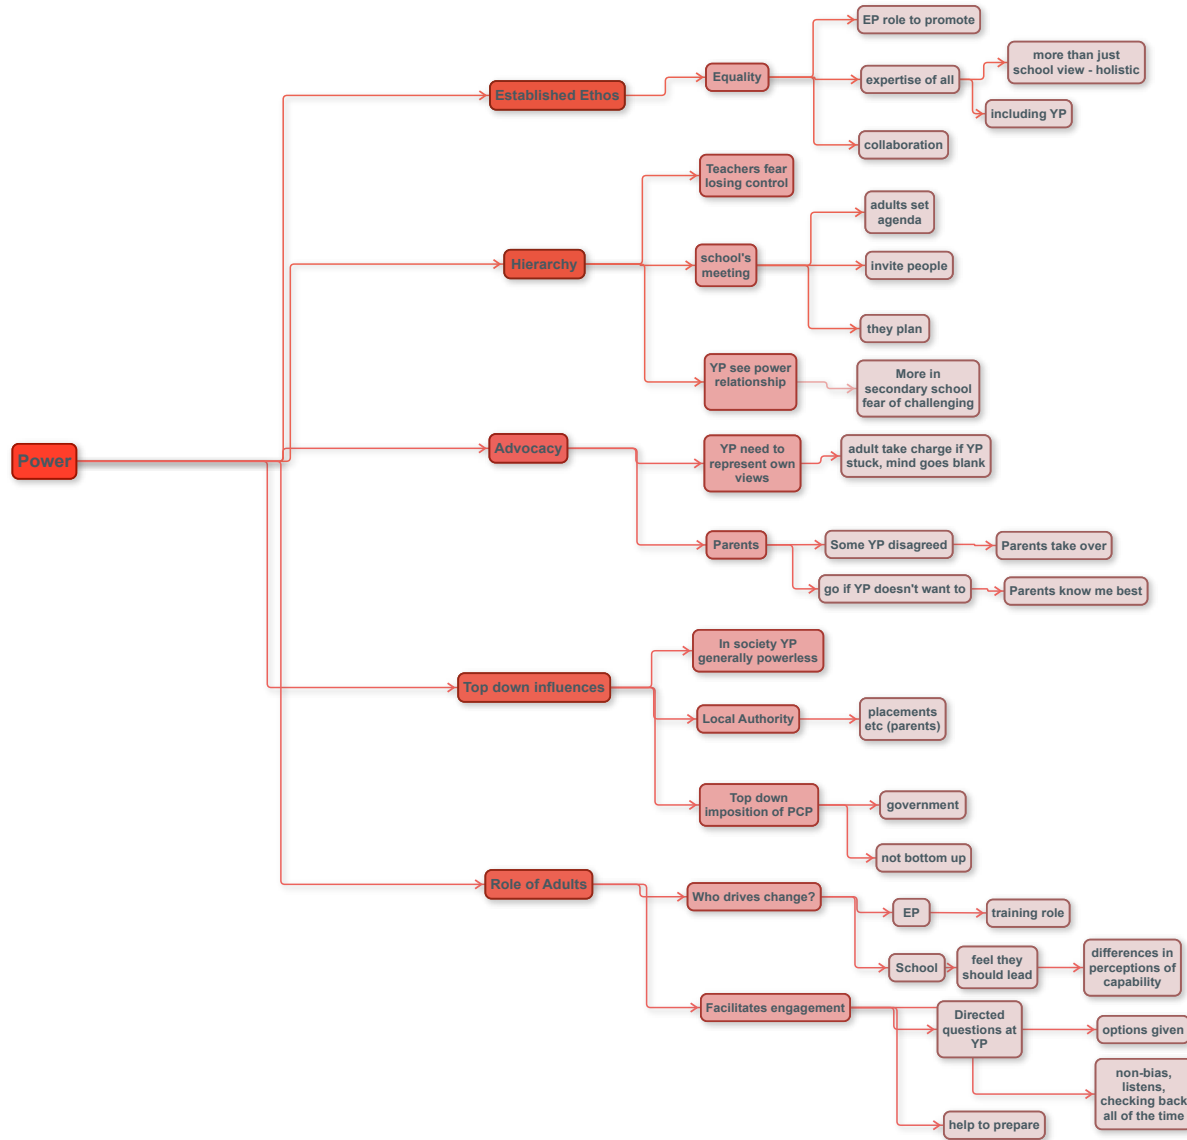 Power
Established Ethos
Equality
EP role to promote
expertise of all
more than just
school view - holistic
including YP
collaboration
Hierarchy
Teachers fear
losing control
school's
meeting
adults set
agenda
invite people
they plan
YP see power
relationship
More in
secondary school
fear of challenging
Advocacy
YP need to
represent own
views
adult take charge if YP
stuck, mind goes blank
Parents
Some YP disagreed
Parents take over
go if YP doesn't want to
Parents know me best
Top down influences
In society YP
generally powerless
Local Authority
placements
etc (parents)
Top down
imposition of PCP
government
not bottom up
Role of Adults
Who drives change?
EP
training role
School
feel they
should lead
differences in
perceptions of
capability
Facilitates engagement
Directed
questions at
YP
options given
non-bias,
listens,
checking back
all of the time
help to prepare